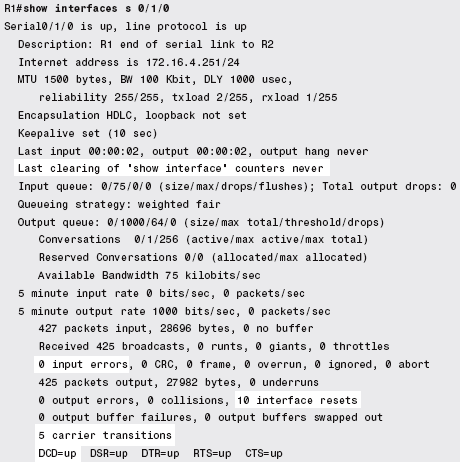 R1#show interfaces s 0/1/0
Serial0/1/0 is up, line protocol is up
Description: R1 end of serial link to R2
Internet address is 172.16.4.251/24
MTU 1500 bytes, BW 100 Kbit, DLY 1000 usec,
reliability 255/255, txload 2/255, rxload 1/255
Encapsulation HDLC, loopback not set
Keepalive set (10 sec)
Last input 00:00:02, output 00:00:02, output hang never
Last clearing of "show interface" counters never
Input queue: 0/75/0/0 (size/max/drops/flushes); Total output drops: 0
Queueing strategy: weighted fair
Output queue: 0/1000/64/0 (size/max total/threshold/drops)
Conversations  0/1/256 (active/max active/max total)
Reserved Conversations 0/0 (allocated/max allocated)
Available Bandwidth 75 kilobits/sec
5 minute input rate 0 bits/sec, 0 packets/sec
5 minute output rate 1000 bits/sec, 0 packets/sec
427 packets input, 28696 bytes, 0 no buffer
Received 425 broadcasts, 0 runts, 0 giants, 0 throttles
0 input errors, 0 CRC, 0 frame, 0 overrun, 0 ignored, 0 abort
425 packets output, 27982 bytes, 0 underruns
0 output errors, 0 collisions, 10 interface resets
0 output buffer failures, 0 output buffers swapped out
5 carrier transitions
DCD=up  DSR=up  DTR=up  RTS=up  CTS=up